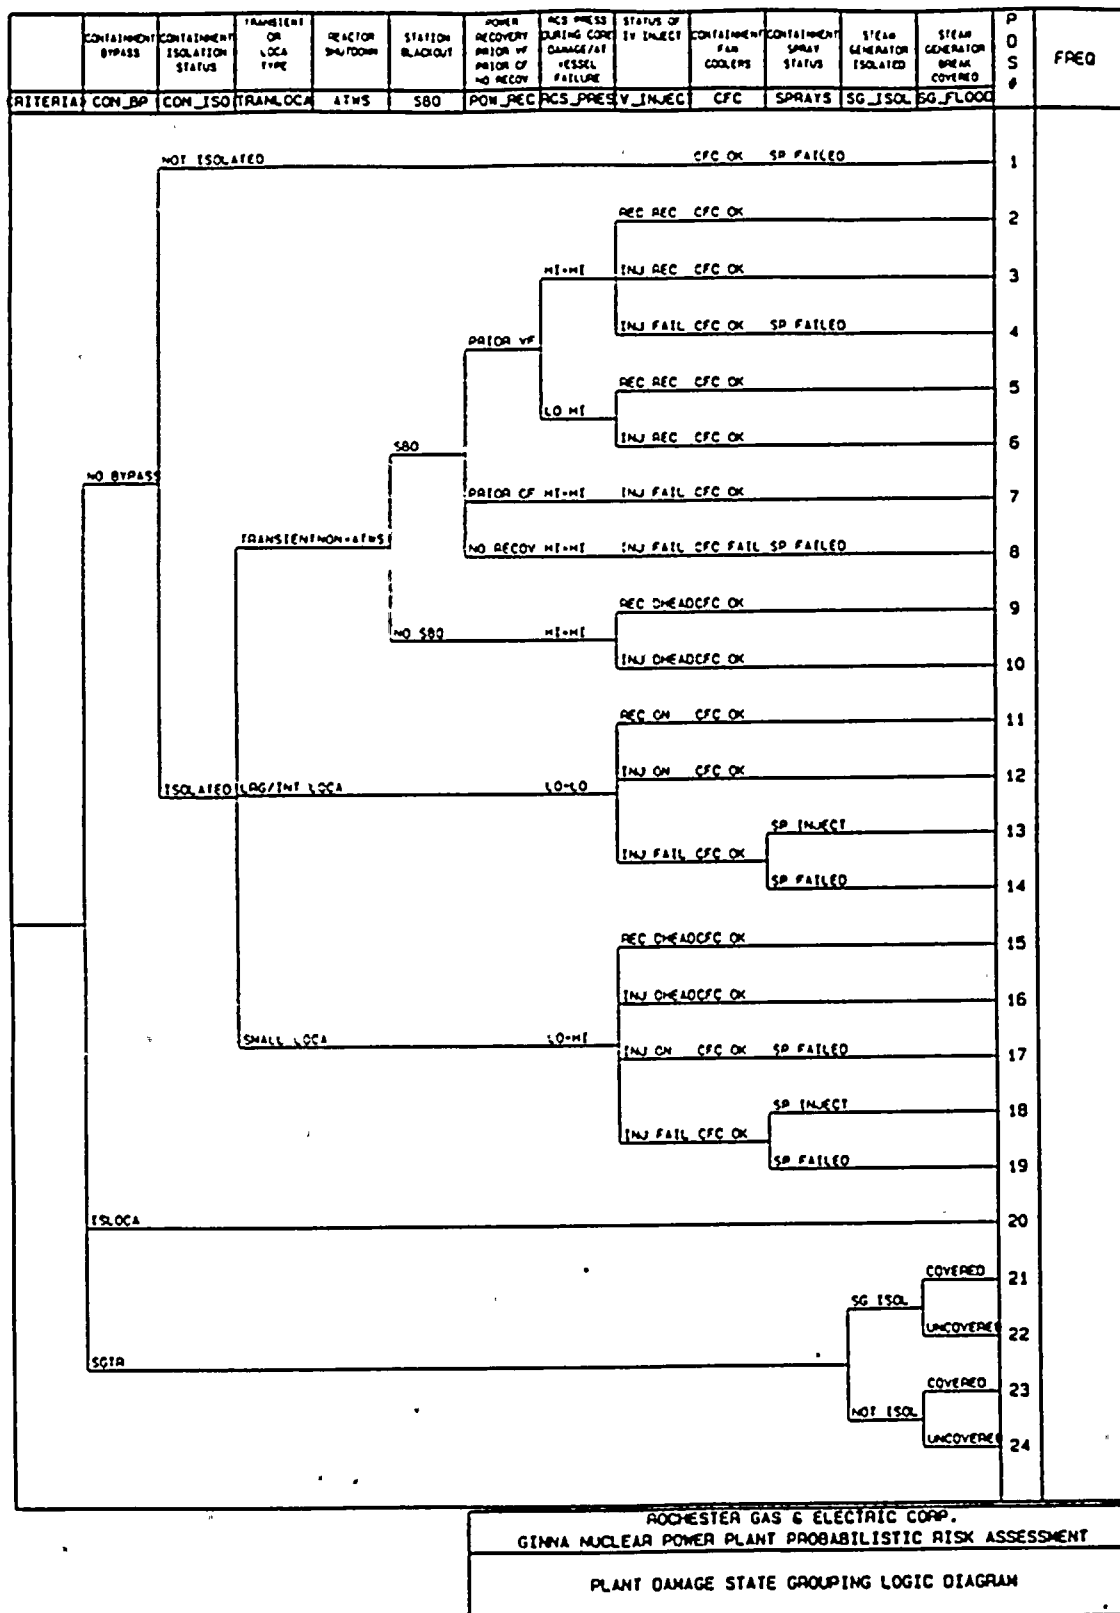 CONTAINMENT BYPASS
CONTAINMENT ISOLATION STATUS
TRANSIENT OR LOCA TYPE
REACTOR SHUTDOWN
STATION BLACKOUT
POWER RECOVERY PRIOR VF PRIOR CF NO RECOV
RCS PRESS DURING CORE DAMAGE/AT VESSEL FAILURE
STATUS OF IV INJECT
CONTAINMENT FAN COOLERS
CONTAINMENT SPRAY STATUS
STEAM GENERATOR ISOLATED
STEAM GENERATOR BREAK COVERED
P D S #
FREQ
CRITERIA CON_BP CON_ISO TRANLOCA ATWS SBO POW_REC RCS_PRES V_INJEC CFC SPRAYS SG_ISOL SG_FLOOD
NOT ISOLATED CFC OK SP FAILED 1
REC REC CFC OK 2
HI-HI INJ REC CFC OK 3
INJ FAIL CFC OK SP FAILED 4
PRIOR VF
REC REC CFC OK 5
LO HI
INJ REC CFC OK 6
SBO
NO BYPASS
PRIOR CF HI-HI INJ FAIL CFC OK 7
TRANSIENT NON-ATWS
NO RECOV HI-HI INJ FAIL CFC FAIL SP FAILED 8
REC DHEAD CFC OK 9
NO SBO HI-HI
INJ DHEAD CFC OK 10
REC ON CFC OK 11
INJ ON CFC OK 12
ISOLATED LRG/INT LOCA LO-LO
SP INJECT 13
INJ FAIL CFC OK
SP FAILED 14
REC DHEAD CFC OK 15
INJ DHEAD CFC OK 16
SMALL LOCA LO-HI
INJ ON CFC OK SP FAILED 17
SP INJECT 18
INJ FAIL CFC OK
SP FAILED 19
ISLOCA 20
COVERED 21
SG ISOL
UNCOVERED 22
SGTR
COVERED 23
NOT ISOL
UNCOVERED 24
ROCHESTER GAS & ELECTRIC CORP.
GINNA NUCLEAR POWER PLANT PROBABILISTIC RISK ASSESSMENT
PLANT DAMAGE STATE GROUPING LOGIC DIAGRAM